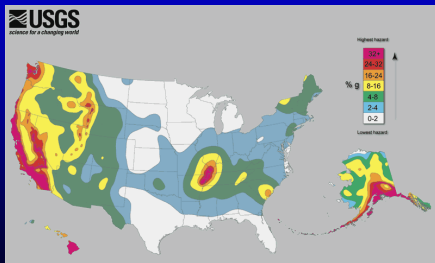 USGS
science for a changing world
Highest hazard
% g
32+
24-32
16-24
8-16
4-8
2-4
0-2
Lowest hazard